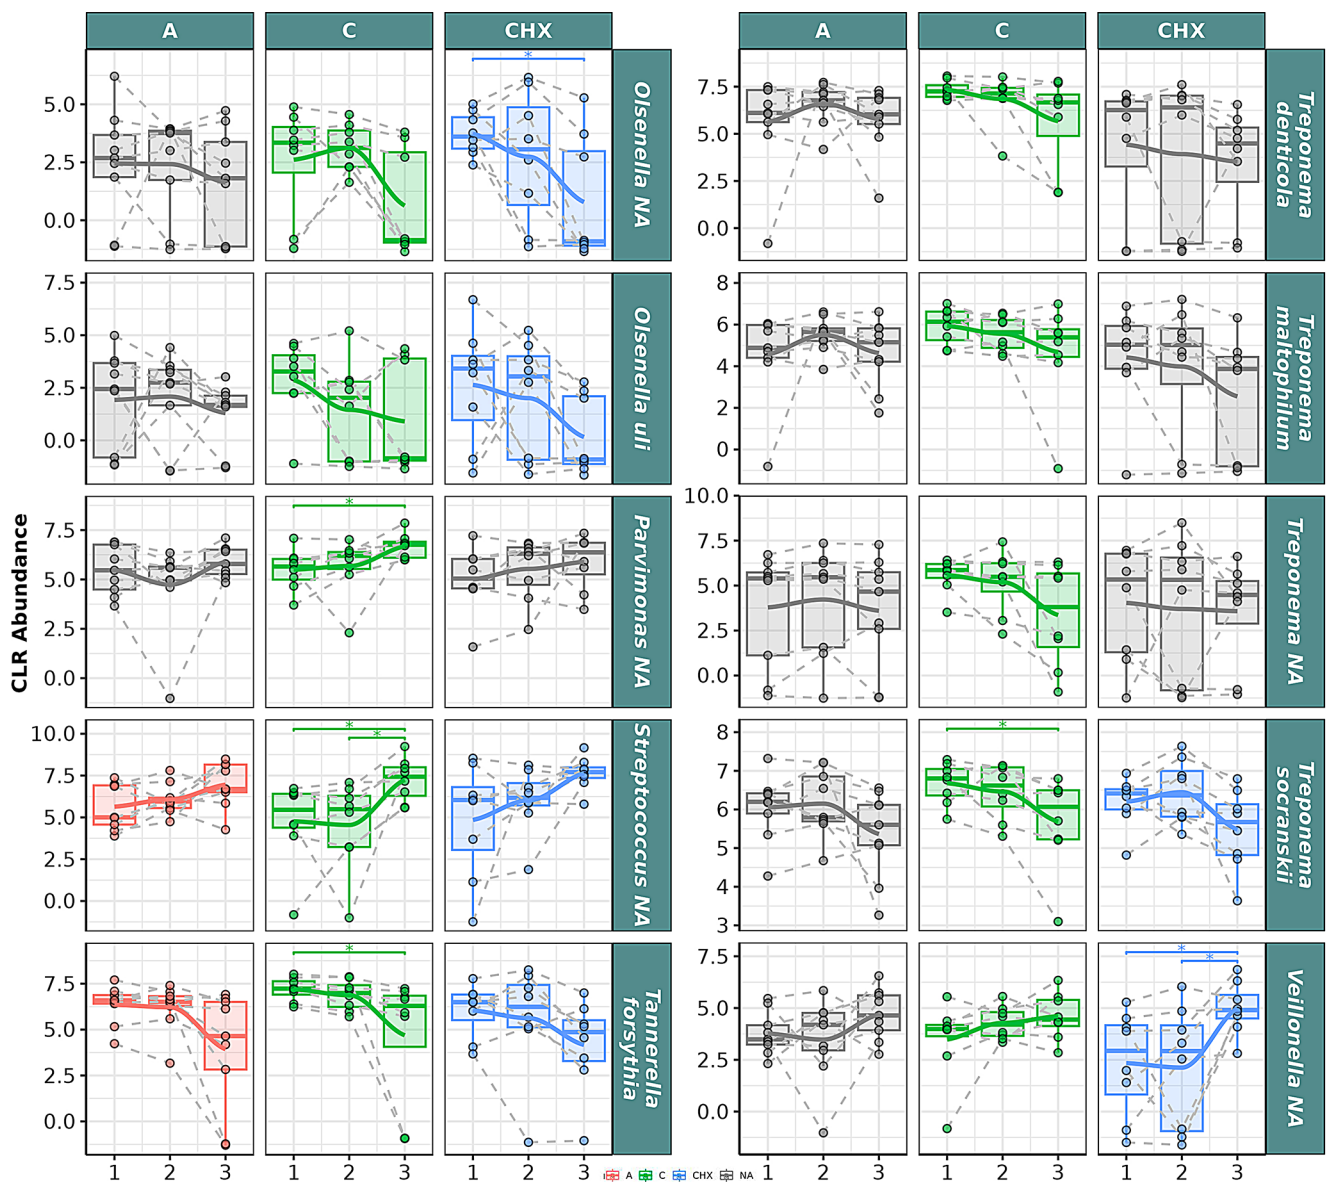 A C CHX A C CHX
5.0
2.5
0.0
*
Olsenella NA
7.5
5.0
2.5
0.0
Treponema
denticola
7.5
5.0
2.5
0.0
Olsenella uli
8
6
4
2
0
Treponema
maltophilum
CLR Abundance
7.5
5.0
2.5
0.0
*
Parvimonas NA
10.0
7.5
5.0
2.5
0.0
Treponema NA
10.0
7.5
5.0
2.5
0.0
*
*
Streptococcus NA
8
7
6
5
4
3
*
Treponema
socranskii
7.5
5.0
2.5
0.0
*
Tannerella
forsythia
7.5
5.0
2.5
0.0
*
*
Veillonella NA
1 2 3 1 2 3 1 2 3 1 2 3 1 2 3 1 2 3
A C CHX NA